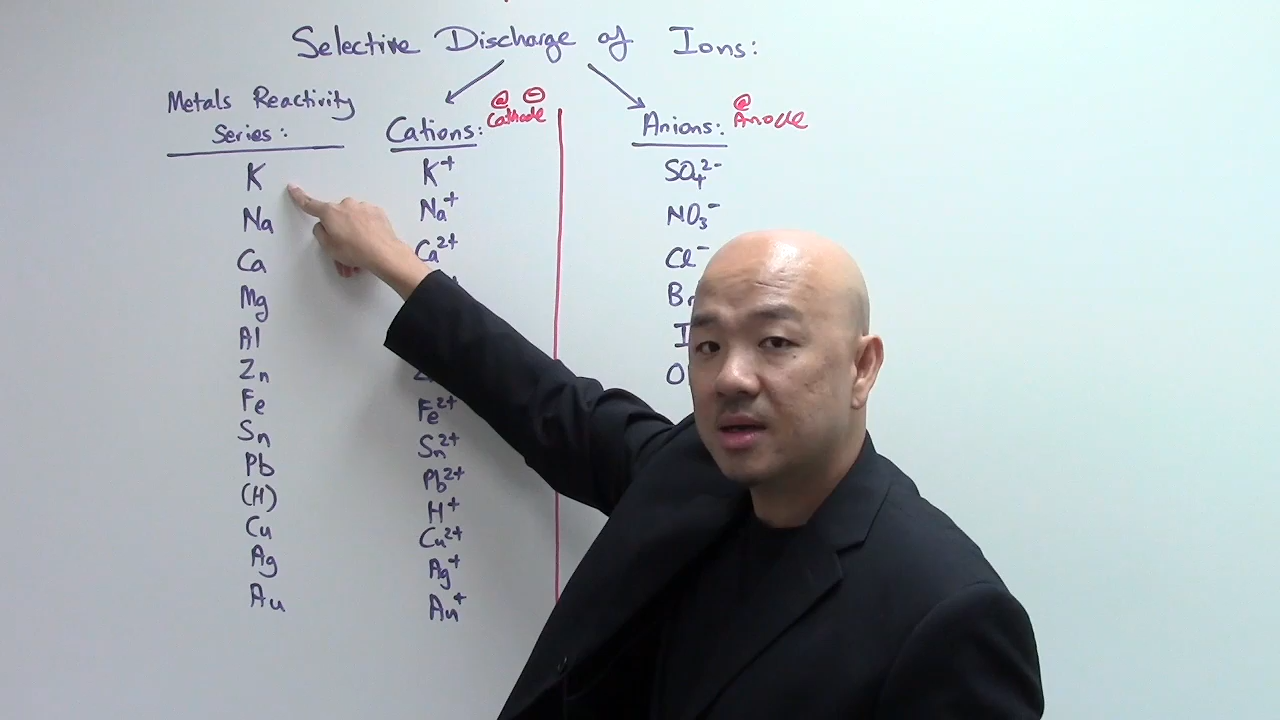 Selective Discharge of Ions:
Metals Reactivity
Series:
K
Na
Ca
Mg
Al
Zn
Fe
Sn
Pb
(H)
Cu
Ag
Au
@ ⊖
Cathode
Cations:
K⁺
Na⁺
Ca²⁺
Fe²⁺
Sn²⁺
Pb²⁺
H⁺
Cu²⁺
Ag⁺
Au⁺
@
Anode
Anions:
SO₄²⁻
NO₃⁻
Cl⁻
Br
I
O